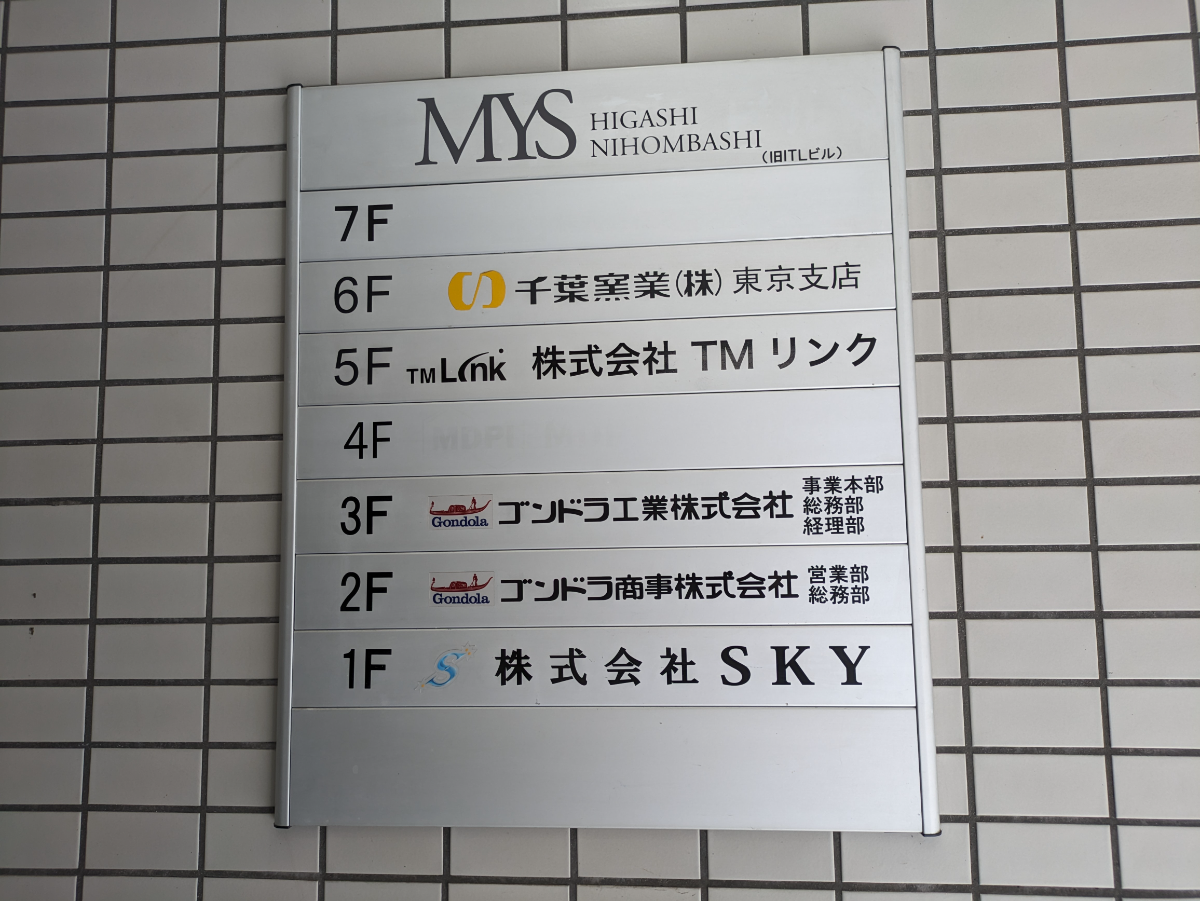 MYS HIGASHI
NIHOMBASHI
(旧ITLビル)
7F
6F 千葉窯業(株)東京支店
5F TM Link 株式会社 TM リンク
4F
3F Gondola ゴンドラ工業株式会社 事業本部
総務部
経理部
2F Gondola ゴンドラ商事株式会社 営業部
総務部
1F S 株式会社 SKY